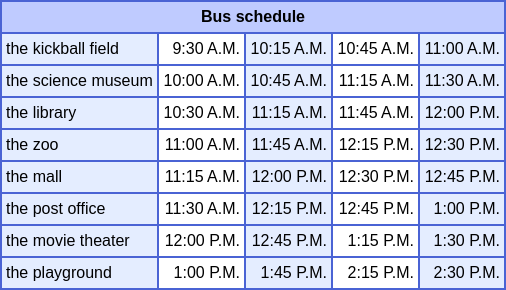 Bus schedule
the kickball field 9:30 A.M. 10:15 A.M. 10:45 A.M. 11:00 A.M.
the science museum 10:00 A.M. 10:45 A.M. 11:15 A.M. 11:30 A.M.
the library 10:30 A.M. 11:15 A.M. 11:45 A.M. 12:00 P.M.
the zoo 11:00 A.M. 11:45 A.M. 12:15 P.M. 12:30 P.M.
the mall 11:15 A.M. 12:00 P.M. 12:30 P.M. 12:45 P.M.
the post office 11:30 A.M. 12:15 P.M. 12:45 P.M. 1:00 P.M.
the movie theater 12:00 P.M. 12:45 P.M. 1:15 P.M. 1:30 P.M.
the playground 1:00 P.M. 1:45 P.M. 2:15 P.M. 2:30 P.M.